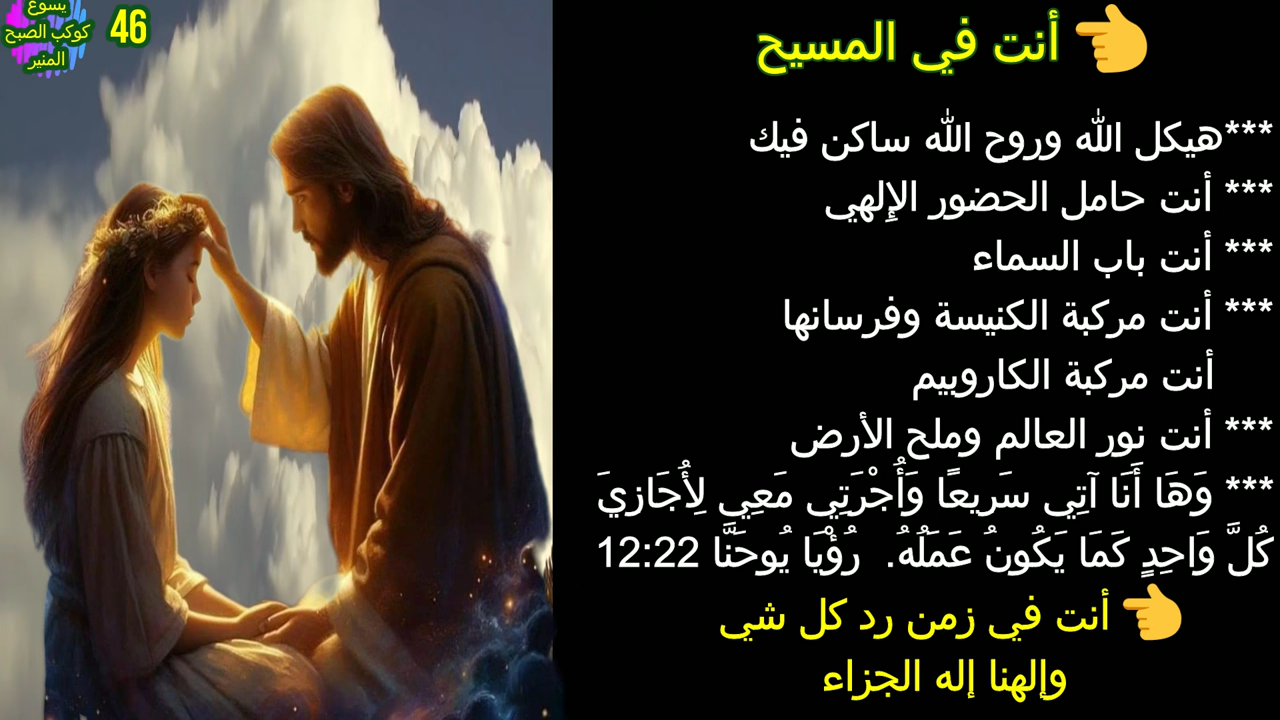 يسوع
كوكب الصبح
المنير
46
👈 أنت في المسيح
***هيكل الله وروح الله ساكن فيك
*** أنت حامل الحضور الإلهي
*** أنت باب السماء
*** أنت مركبة الكنيسة وفرسانها
أنت مركبة الكاروبيم
*** أنت نور العالم وملح الأرض
*** وَهَا أَنَا آتِي سَرِيعًا وَأُجْرَتِي مَعِي لِأُجَازِيَ
كُلَّ وَاحِدٍ كَمَا يَكُونُ عَمَلُهُ. رُؤْيَا يُوحَنَّا 12:22
👈 أنت في زمن رد كل شي
وإلهنا إله الجزاء